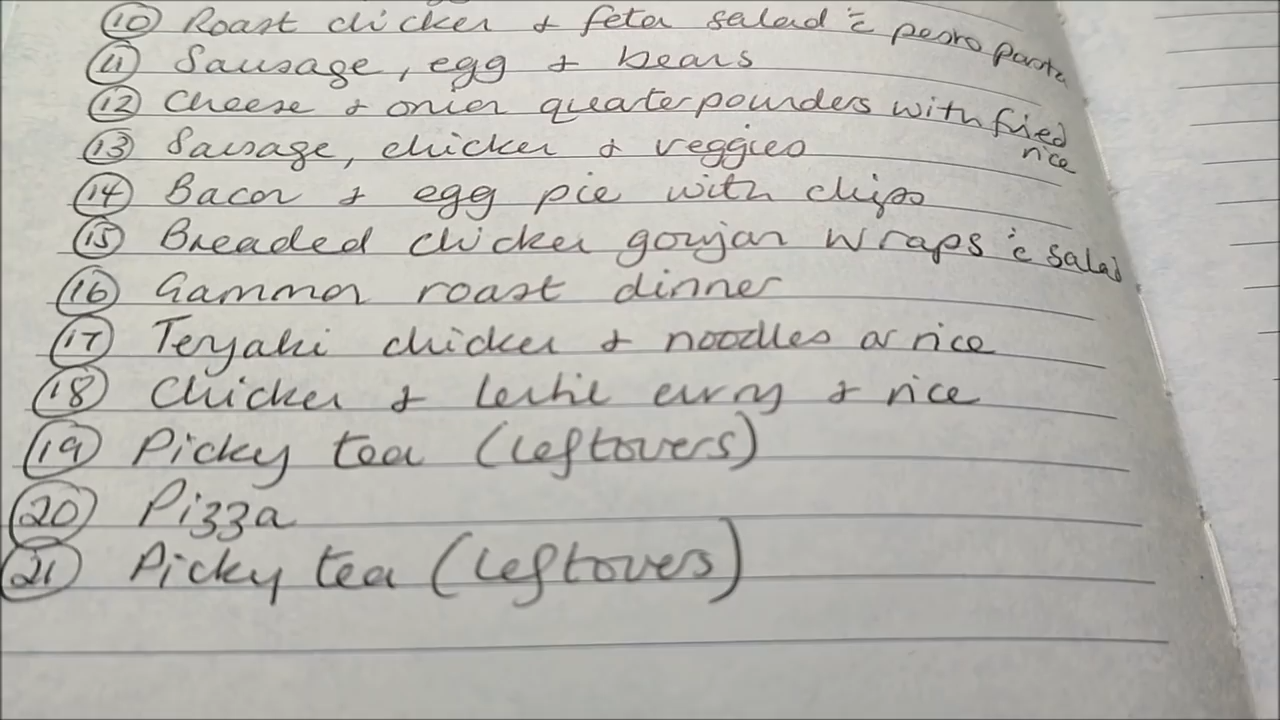 10 Roast chicken & feta salad c̄ pesto pasta
11 Sausage, egg & beans
12 Cheese & onion quaterpounders with fried
rice
13 Sausage, chicken & veggies
14 Bacon & egg pie with chips
15 Breaded chicken goujan wraps c̄ salad
16 Gammon roast dinner
17 Teryaki chicken & noodles or rice
18 Chicken & lentil curry & rice
19 Picky tea (leftovers)
20 Pizza
21 Picky tea (leftovers)